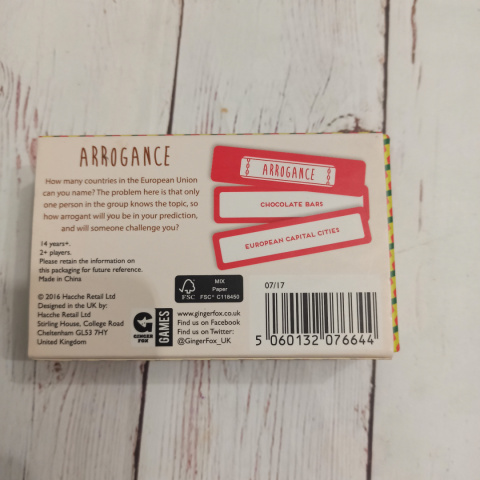 ARROGANCE
How many countries in the European Union
can you name? The problem here is that only
one person in the group knows the topic, so
how arrogant will you be in your prediction,
and will someone challenge you?
14 years+.
2+ players.
Please retain the information on
this packaging for future reference.
Made in China
© 2016 Hacche Retail Ltd
Designed in the UK by:
Hacche Retail Ltd
Stirling House, College Road
Cheltenham GL53 7HY
United Kingdom
ARROGANCE
CHOCOLATE BARS
EUROPEAN CAPITAL CITIES
FSC
MIX
Paper
FSC® C118450
GINGER
FOX
GAMES
www.gingerfox.co.uk
Find us on Facebook
Find us on Twitter:
@GingerFox_UK
07/17
5 060132 076644